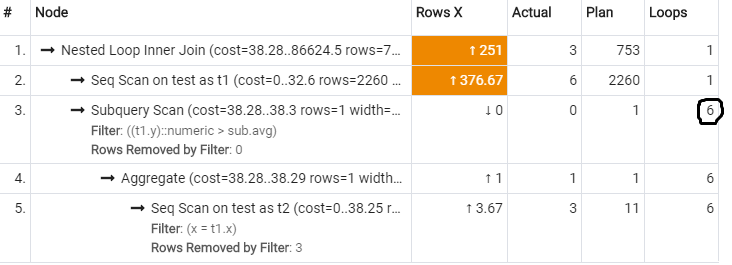 # Node Rows X Actual Plan Loops
1. → Nested Loop Inner Join (cost=38.28..86624.5 rows=7... ↑ 251 3 753 1
2. → Seq Scan on test as t1 (cost=0..32.6 rows=2260 ... ↑ 376.67 6 2260 1
3. → Subquery Scan (cost=38.28..38.3 rows=1 width=... ↓ 0 0 1 6
Filter: ((t1.y)::numeric > sub.avg)
Rows Removed by Filter: 0
4. → Aggregate (cost=38.28..38.29 rows=1 width... ↑ 1 1 1 6
5. → Seq Scan on test as t2 (cost=0..38.25 r... ↑ 3.67 3 11 6
Filter: (x = t1.x)
Rows Removed by Filter: 3